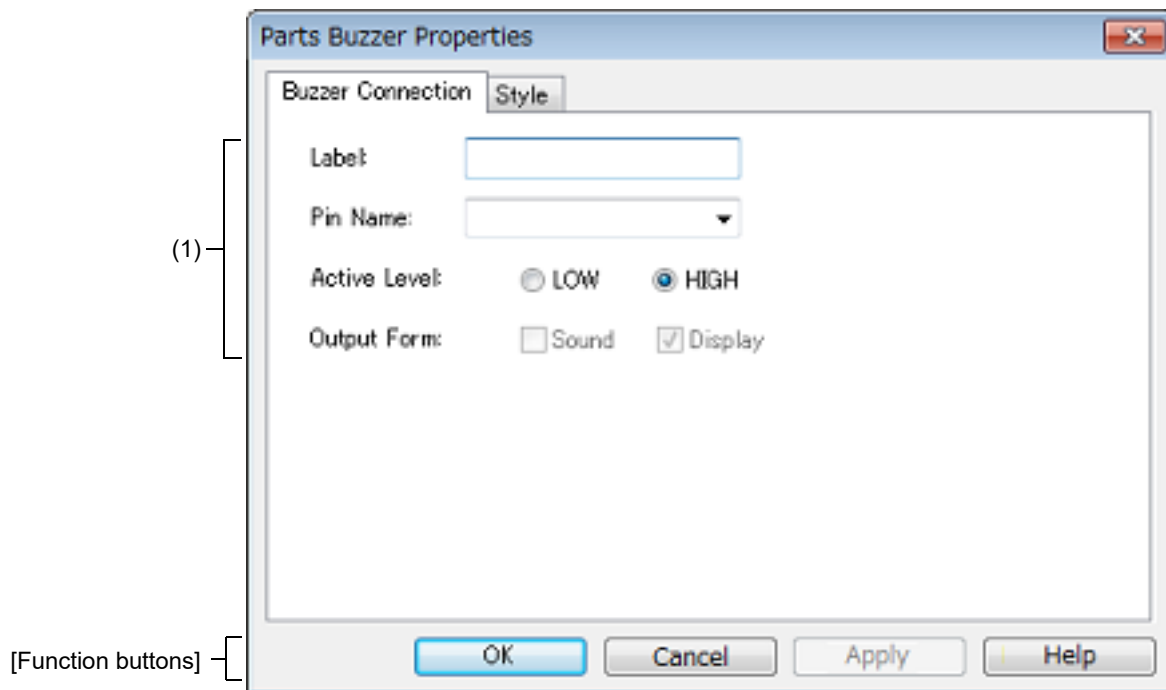 Parts Buzzer Properties
Buzzer Connection Style
Label:
Pin Name:
(1)
Active Level: LOW HIGH
Output Form: Sound Display
[Function buttons] OK Cancel Apply Help